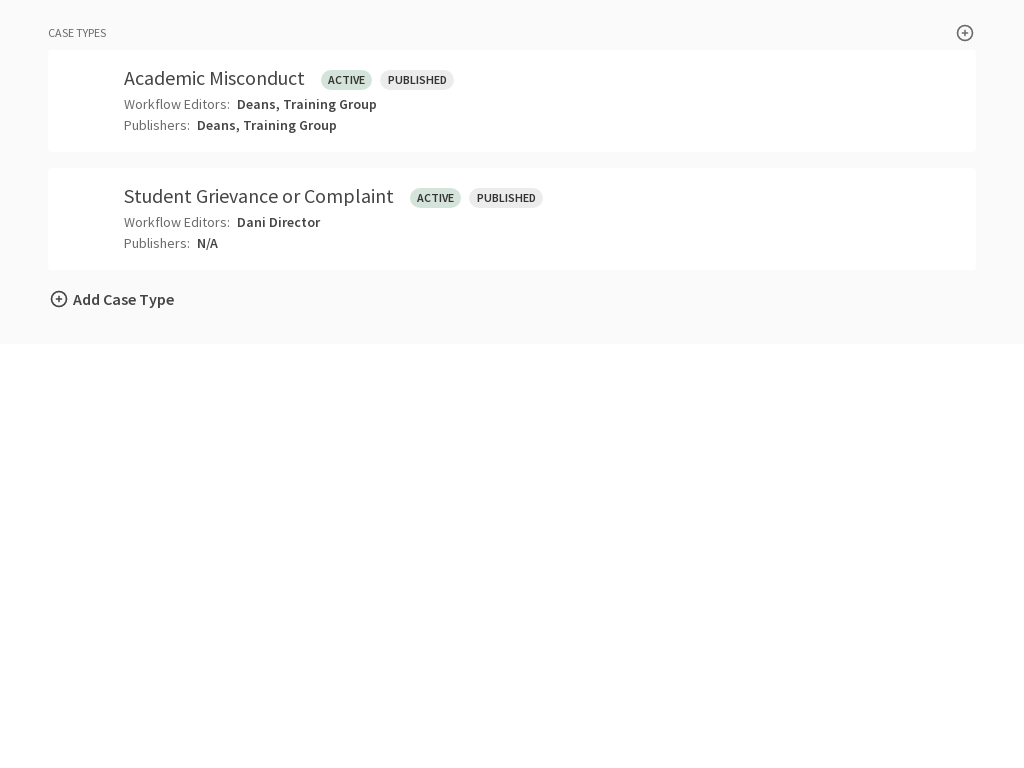 CASE TYPES
Academic Misconduct ACTIVE PUBLISHED
Workflow Editors: Deans, Training Group
Publishers: Deans, Training Group
Student Grievance or Complaint ACTIVE PUBLISHED
Workflow Editors: Dani Director
Publishers: N/A
Add Case Type